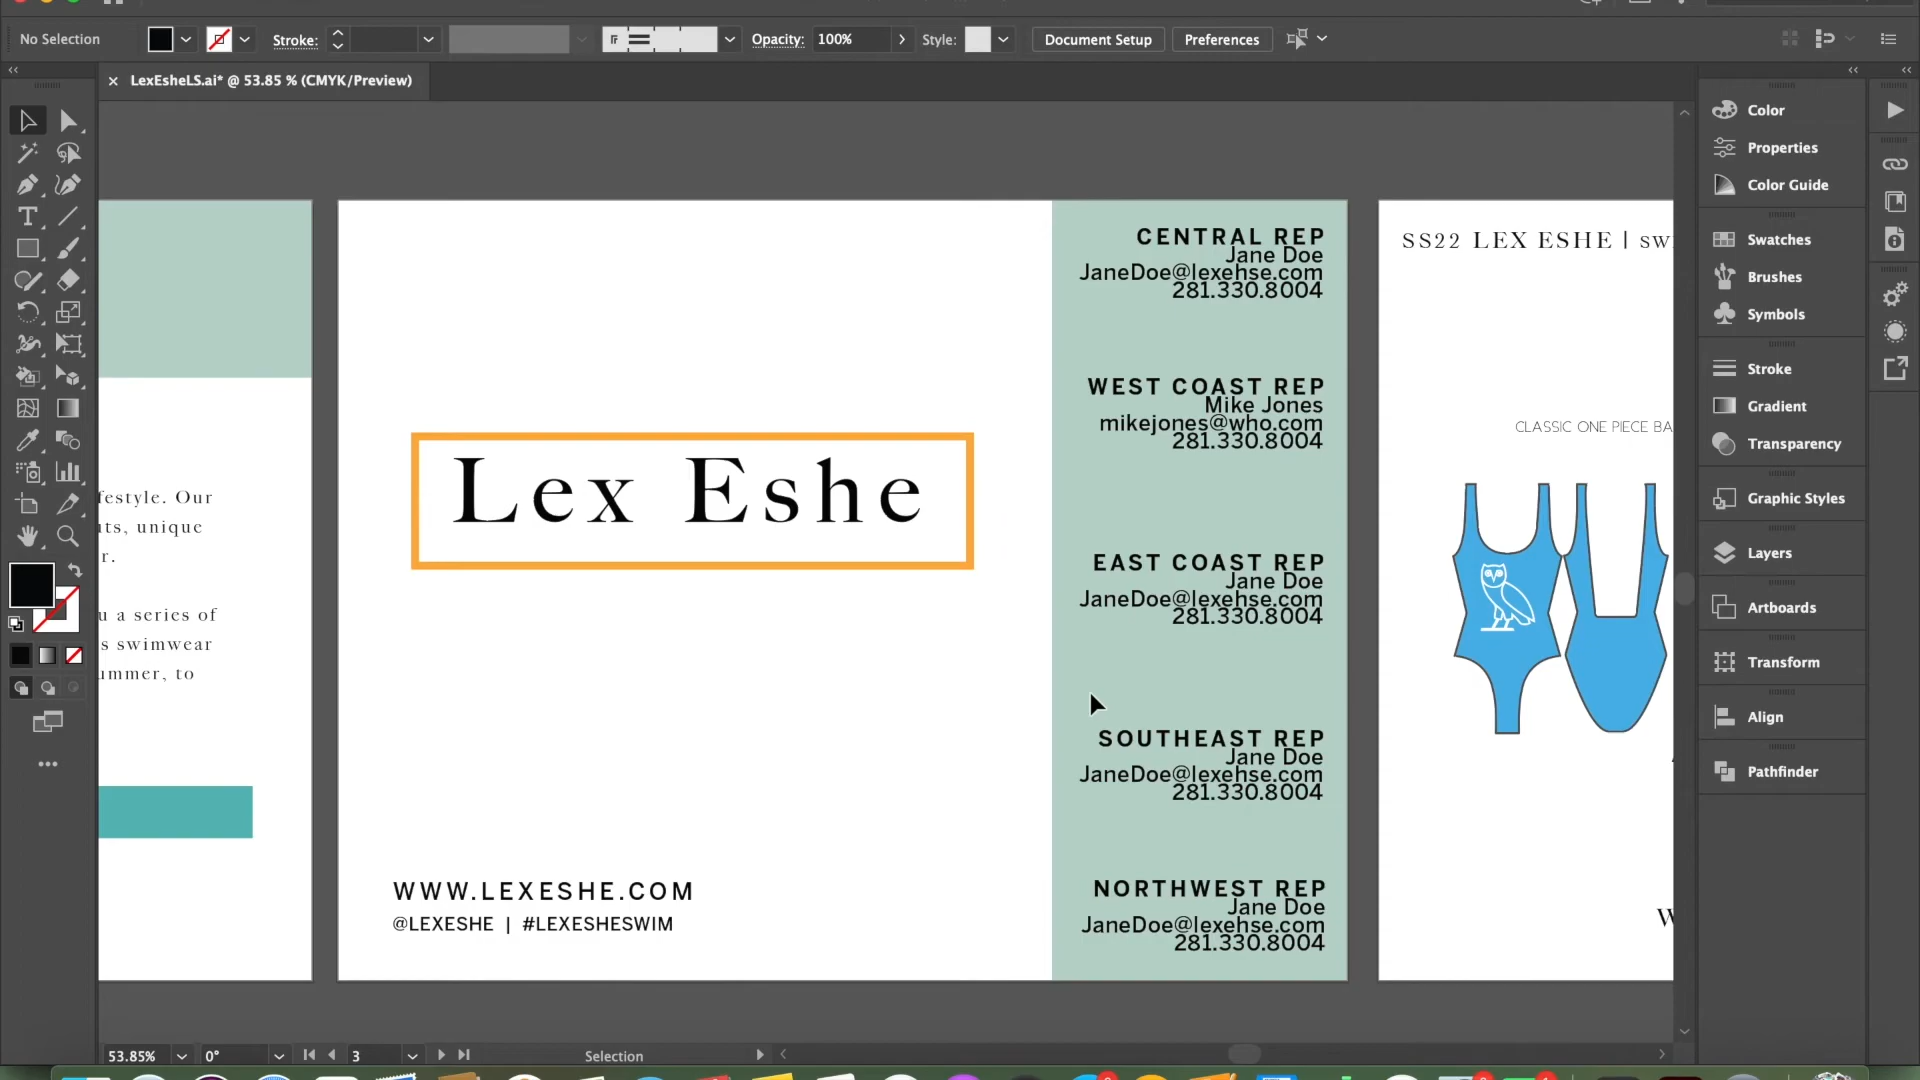 No Selection
Stroke:
Opacity:
100%
Style:
Document Setup
Preferences
LexEsheLS.ai* @ 53.85 % (CMYK/Preview)
festyle. Our
uts, unique
r.
u a series of
s swimwear
ummer, to
Lex Eshe
WWW.LEXESHE.COM
@LEXESHE | #LEXESHESWIM
CENTRAL REP
Jane Doe
JaneDoe@lexehse.com
281.330.8004
WEST COAST REP
Mike Jones
mikejones@who.com
281.330.8004
EAST COAST REP
Jane Doe
JaneDoe@lexehse.com
281.330.8004
SOUTHEAST REP
Jane Doe
JaneDoe@lexehse.com
281.330.8004
NORTHWEST REP
Jane Doe
JaneDoe@lexehse.com
281.330.8004
SS22 LEX ESHE | sw
CLASSIC ONE PIECE BA
W
Color
Properties
Color Guide
Swatches
Brushes
Symbols
Stroke
Gradient
Transparency
Graphic Styles
Layers
Artboards
Transform
Align
Pathfinder
53.85%
0°
3
Selection